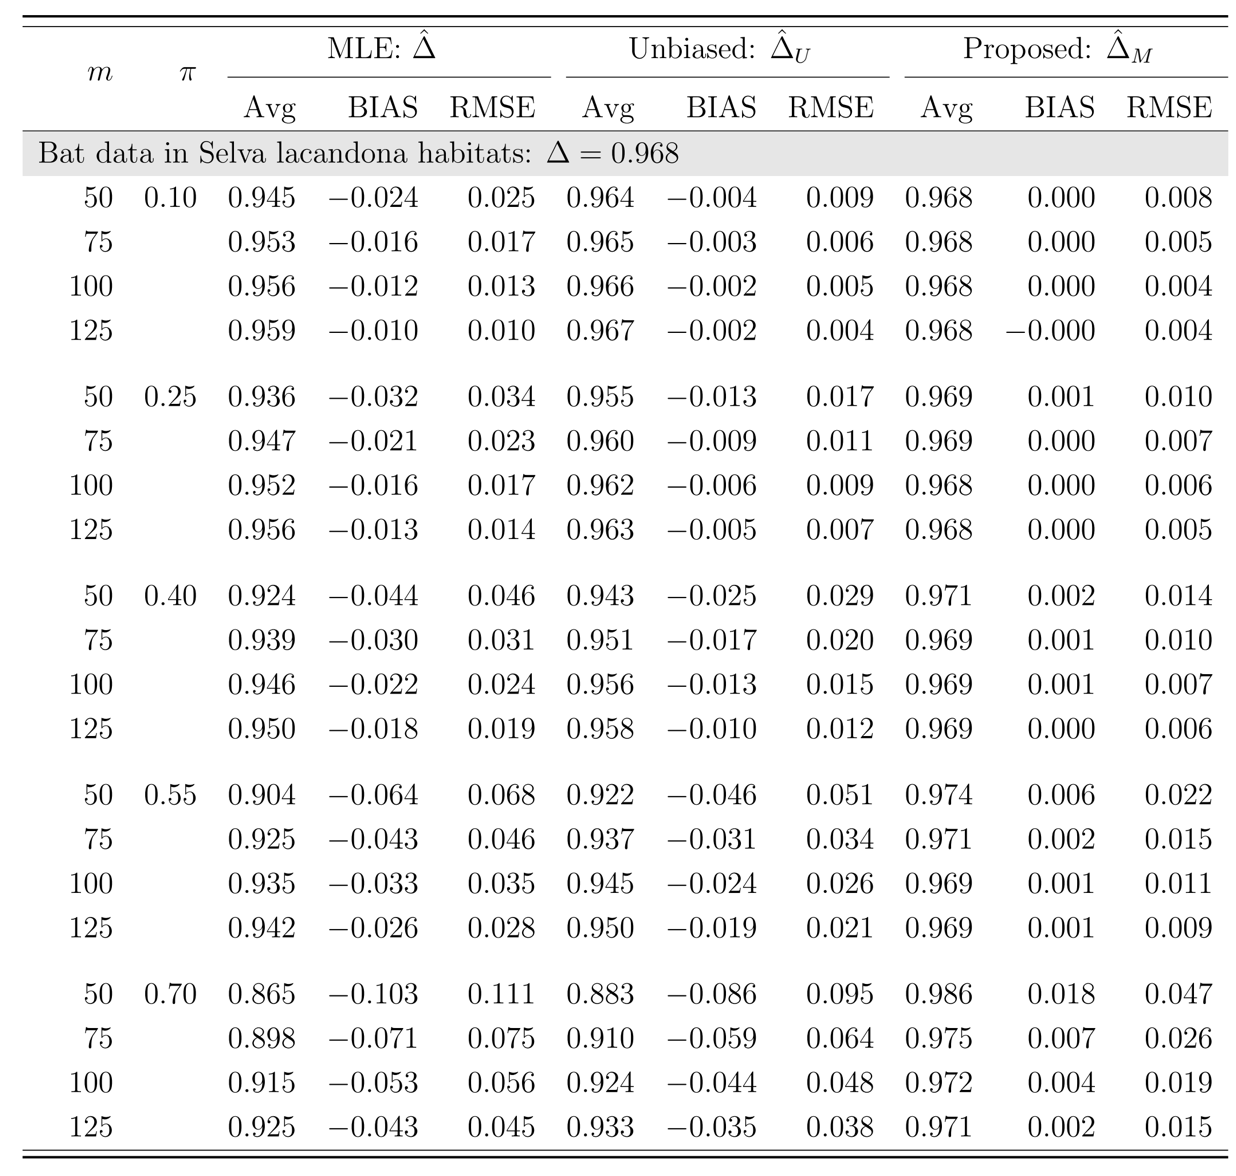 m π MLE: Δ̂ Unbiased: Δ̂_U Proposed: Δ̂_M
Avg BIAS RMSE Avg BIAS RMSE Avg BIAS RMSE
Bat data in Selva lacandona habitats: Δ = 0.968
50 0.10 0.945 −0.024 0.025 0.964 −0.004 0.009 0.968 0.000 0.008
75 0.953 −0.016 0.017 0.965 −0.003 0.006 0.968 0.000 0.005
100 0.956 −0.012 0.013 0.966 −0.002 0.005 0.968 0.000 0.004
125 0.959 −0.010 0.010 0.967 −0.002 0.004 0.968 −0.000 0.004
50 0.25 0.936 −0.032 0.034 0.955 −0.013 0.017 0.969 0.001 0.010
75 0.947 −0.021 0.023 0.960 −0.009 0.011 0.969 0.000 0.007
100 0.952 −0.016 0.017 0.962 −0.006 0.009 0.968 0.000 0.006
125 0.956 −0.013 0.014 0.963 −0.005 0.007 0.968 0.000 0.005
50 0.40 0.924 −0.044 0.046 0.943 −0.025 0.029 0.971 0.002 0.014
75 0.939 −0.030 0.031 0.951 −0.017 0.020 0.969 0.001 0.010
100 0.946 −0.022 0.024 0.956 −0.013 0.015 0.969 0.001 0.007
125 0.950 −0.018 0.019 0.958 −0.010 0.012 0.969 0.000 0.006
50 0.55 0.904 −0.064 0.068 0.922 −0.046 0.051 0.974 0.006 0.022
75 0.925 −0.043 0.046 0.937 −0.031 0.034 0.971 0.002 0.015
100 0.935 −0.033 0.035 0.945 −0.024 0.026 0.969 0.001 0.011
125 0.942 −0.026 0.028 0.950 −0.019 0.021 0.969 0.001 0.009
50 0.70 0.865 −0.103 0.111 0.883 −0.086 0.095 0.986 0.018 0.047
75 0.898 −0.071 0.075 0.910 −0.059 0.064 0.975 0.007 0.026
100 0.915 −0.053 0.056 0.924 −0.044 0.048 0.972 0.004 0.019
125 0.925 −0.043 0.045 0.933 −0.035 0.038 0.971 0.002 0.015